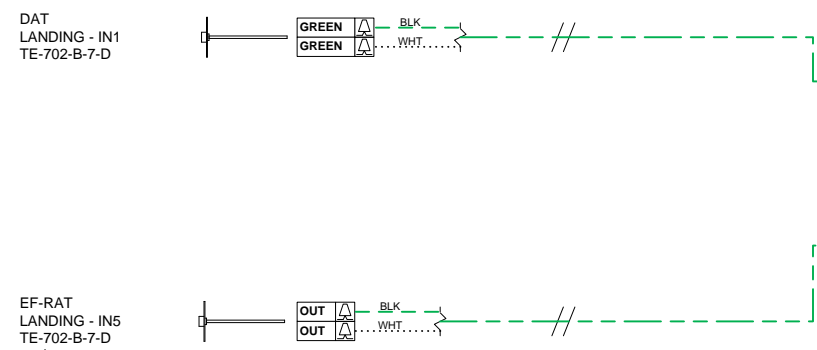 DAT
LANDING - IN1
TE-702-B-7-D
GREEN
GREEN
BLK
WHT
EF-RAT
LANDING - IN5
TE-702-B-7-D
OUT
OUT
BLK
WHT